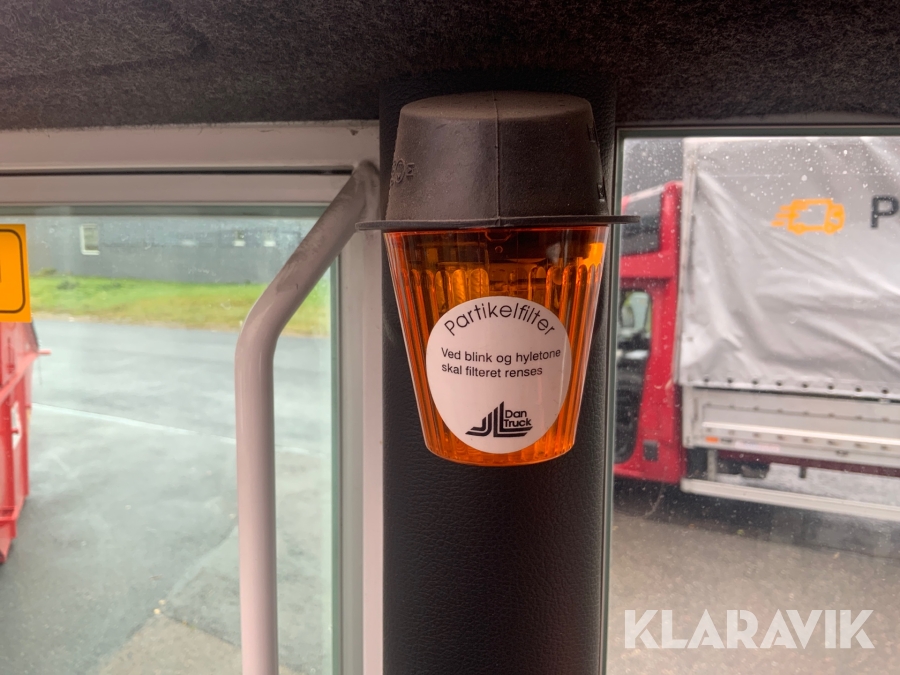 Partikelfilter
Ved blink og hyletone
skal filteret renses
Dan
Truck
P
KLARAVIK